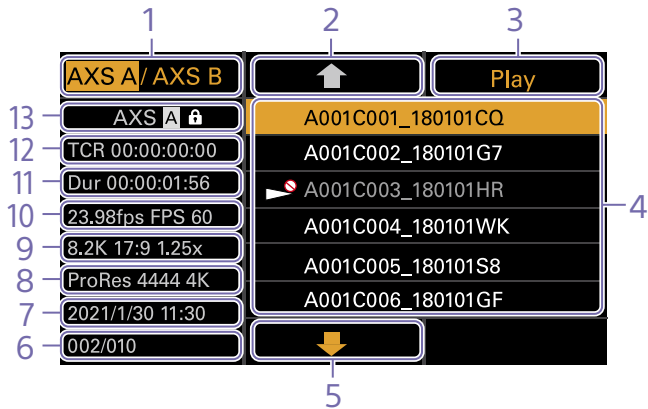 1 2 3
AXS A / AXS B Play
13 AXS A
12 TCR 00:00:00:00
11 Dur 00:00:01:56
10 23.98fps FPS 60
9 8.2K 17:9 1.25x
8 ProRes 4444 4K
7 2021/1/30 11:30
6 002/010
A001C001_180101CQ
A001C002_180101G7
A001C003_180101HR
A001C004_180101WK
A001C005_180101S8
A001C006_180101GF
4
5